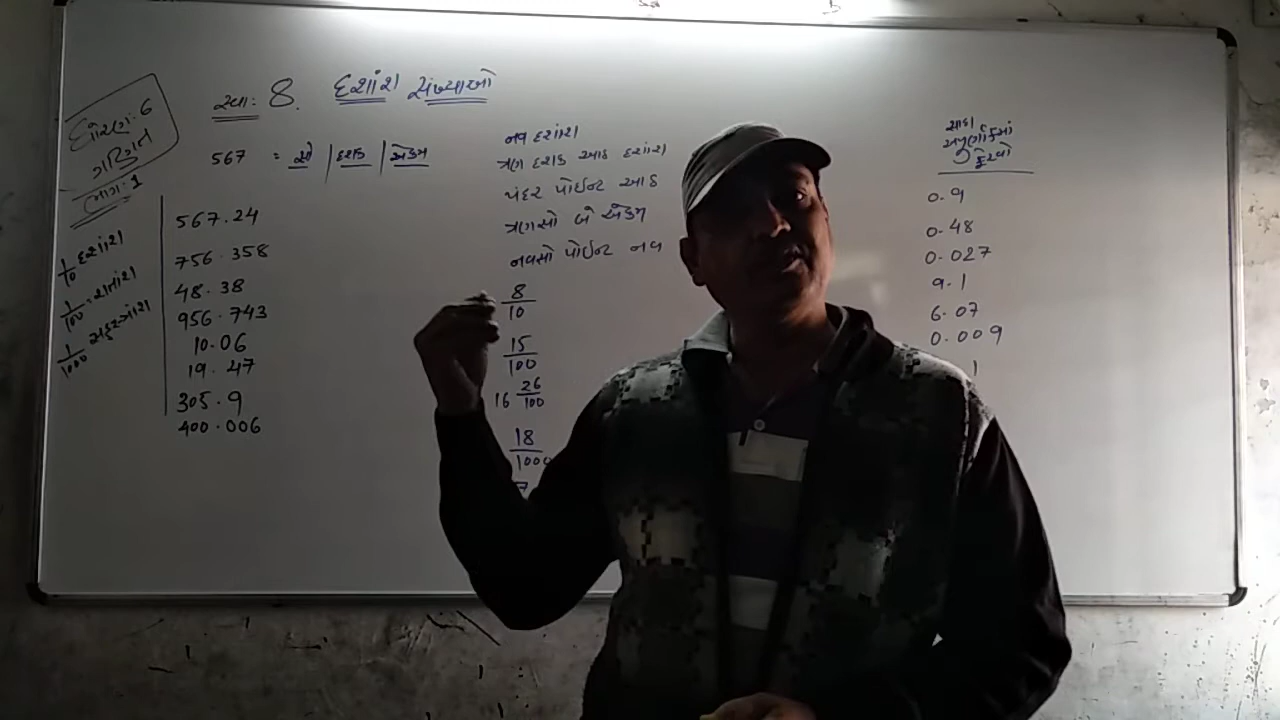 ધોરણ: 6
ગણિત
ભાગ: 1
સ્વા: 8. દશાંશ સંખ્યાઓ
567 = સો | દશક | એકમ
1/10 દશાંશ
1/100 શતાંશ
1/1000 સહસ્ત્રાંશ
567.24
756.358
48.38
956.743
10.06
19.47
305.9
400.006
નવ દશાંશ
ત્રણ દશક આઠ દશાંશ
પંદર પોઈન્ટ આઠ
ત્રણસો બે એકમ
નવસો પોઈન્ટ નવ
8/10
15/100
16 26/100
18/1000
સાદા
અપૂર્ણાંકમાં
ફેરવો
0.9
0.48
0.027
9.1
6.07
0.009
1